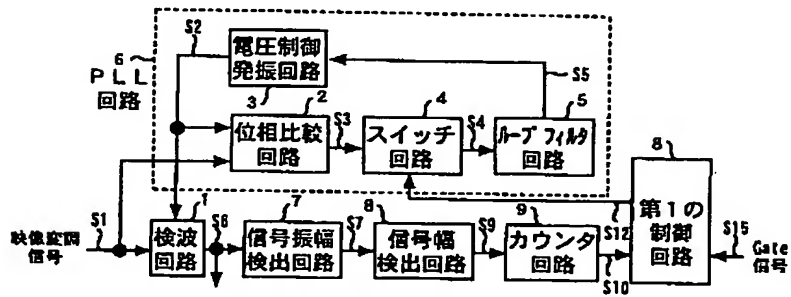 S2
電圧制御
発振回路
6
PLL
回路
3
S5
2
位相比較
回路
S3
4
スイッチ
回路
S4
5
ループ フィルタ
回路
8
第1の
制御
回路
映像変調
信号
S1
1
検波
回路
S6
7
信号振幅
検出回路
S7
8
信号幅
検出回路
S9
9
カウンタ
回路
S12
S10
S15
Gate
信号